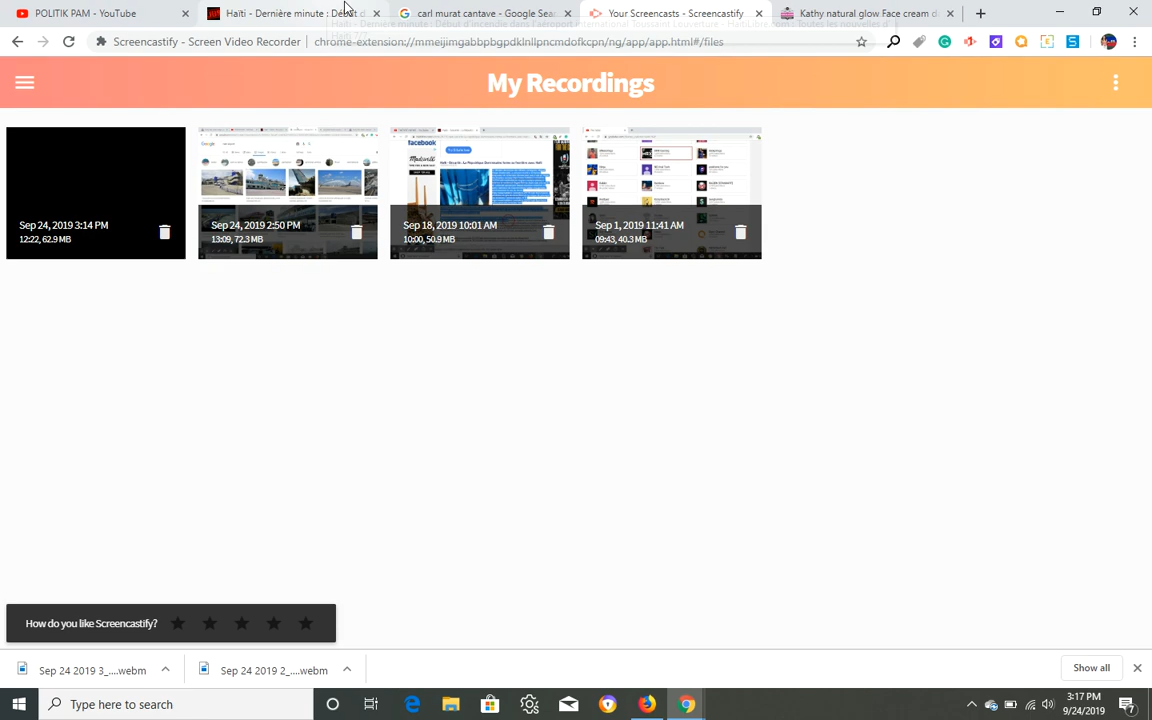 POLITIK PAM - YouTube
Haïti - Dernière minute : Début d
carl murat cantave - Google Sear
Your Screencasts - Screencastify
Kathy natural glow Face cream d
Screencastify - Screen Video Recorder
chrome-extension://mmeijimgabbpbgpdklnllpncmdofkcpn/ng/app/app.html#/files
My Recordings
Sep 24, 2019 3:14 PM
12:22, 62.9 MB
Sep 24, 2019 2:50 PM
13:09, 72.3 MB
Sep 18, 2019 10:01 AM
10:00, 50.9 MB
Sep 1, 2019 11:41 AM
09:43, 40.3 MB
facebook
How do you like Screencastify?
Sep 24 2019 3_....webm
Sep 24 2019 2_....webm
Show all
Type here to search
3:17 PM
9/24/2019
7